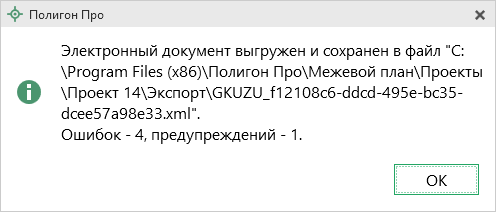 Полигон Про
Электронный документ выгружен и сохранен в файл "C:
\Program Files (x86)\Полигон Про\Межевой план\Проекты
\Проект 14\Экспорт\GKUZU_f12108c6-ddcd-495e-bc35-
dcee57a98e33.xml".
Ошибок - 4, предупреждений - 1.
OK